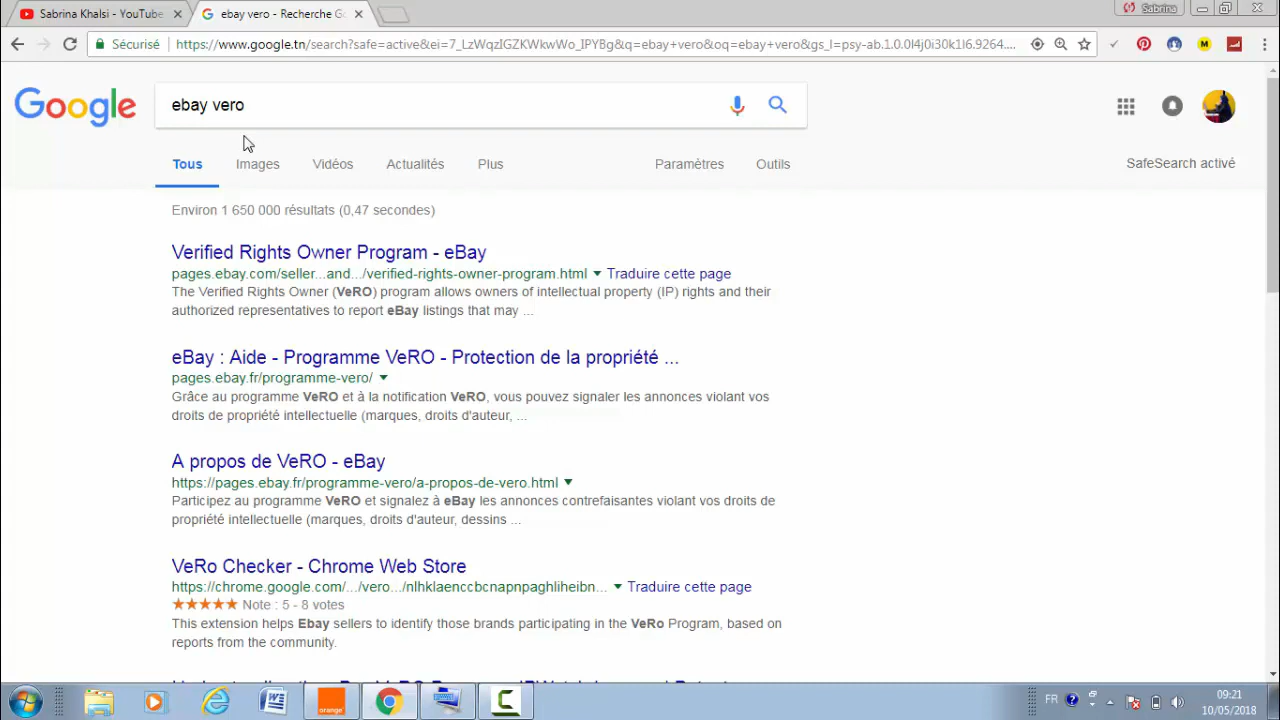 Sabrina Khalsi - YouTube
ebay vero - Recherche Go
Sabrina
Sécurisé
https://www.google.tn/search?safe=active&ei=7_LzWqzIGZKWkwWo_IPYBg&q=ebay+vero&oq=ebay+vero&gs_l=psy-ab.1.0.0l4j0i30k1l6.9264....
Google
ebay vero
Tous
Images
Vidéos
Actualités
Plus
Paramètres
Outils
SafeSearch activé
Environ 1 650 000 résultats (0,47 secondes)
Verified Rights Owner Program - eBay
pages.ebay.com/seller...and.../verified-rights-owner-program.html
Traduire cette page
The Verified Rights Owner (VeRO) program allows owners of intellectual property (IP) rights and their
authorized representatives to report eBay listings that may ...
eBay : Aide - Programme VeRO - Protection de la propriété ...
pages.ebay.fr/programme-vero/
Grâce au programme VeRO et à la notification VeRO, vous pouvez signaler les annonces violant vos
droits de propriété intellectuelle (marques, droits d'auteur, ...
A propos de VeRO - eBay
https://pages.ebay.fr/programme-vero/a-propos-de-vero.html
Participez au programme VeRO et signalez à eBay les annonces contrefaisantes violant vos droits de
propriété intellectuelle (marques, droits d'auteur, dessins ...
VeRo Checker - Chrome Web Store
https://chrome.google.com/.../vero.../nlhklaenccbcnapnpaghliheibn...
Traduire cette page
Note : 5 - 8 votes
This extension helps Ebay sellers to identify those brands participating in the VeRo Program, based on
reports from the community.
orange
FR
09:21
10/05/2018